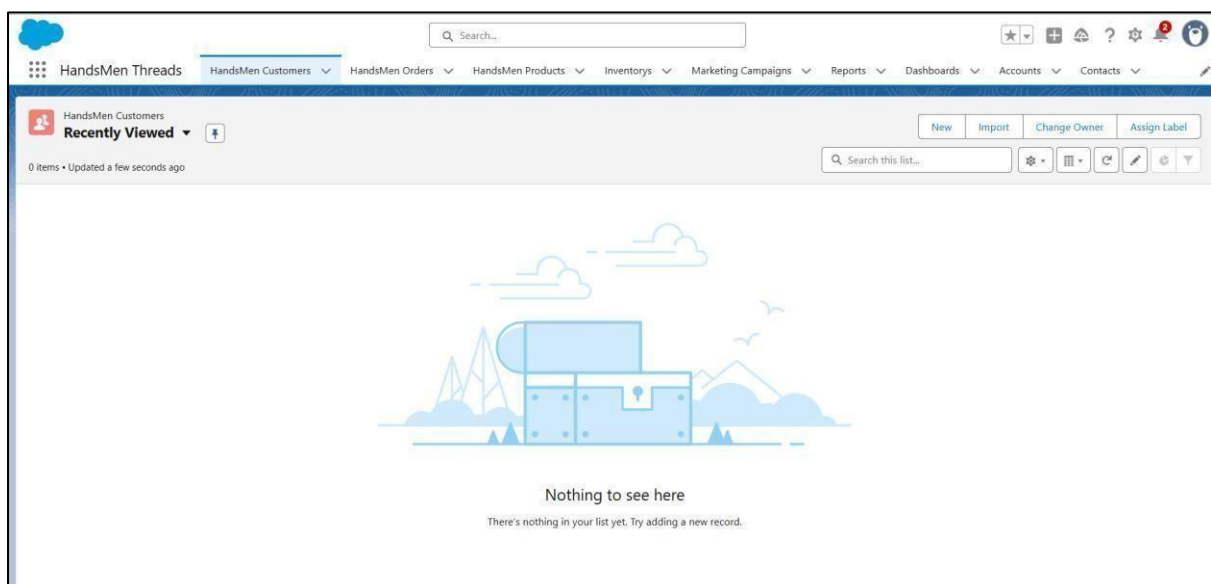 Search...
2
HandsMen Threads HandsMen Customers HandsMen Orders HandsMen Products Inventorys Marketing Campaigns Reports Dashboards Accounts Contacts
HandsMen Customers
Recently Viewed
New Import Change Owner Assign Label
0 items • Updated a few seconds ago
Search this list...
Nothing to see here
There's nothing in your list yet. Try adding a new record.